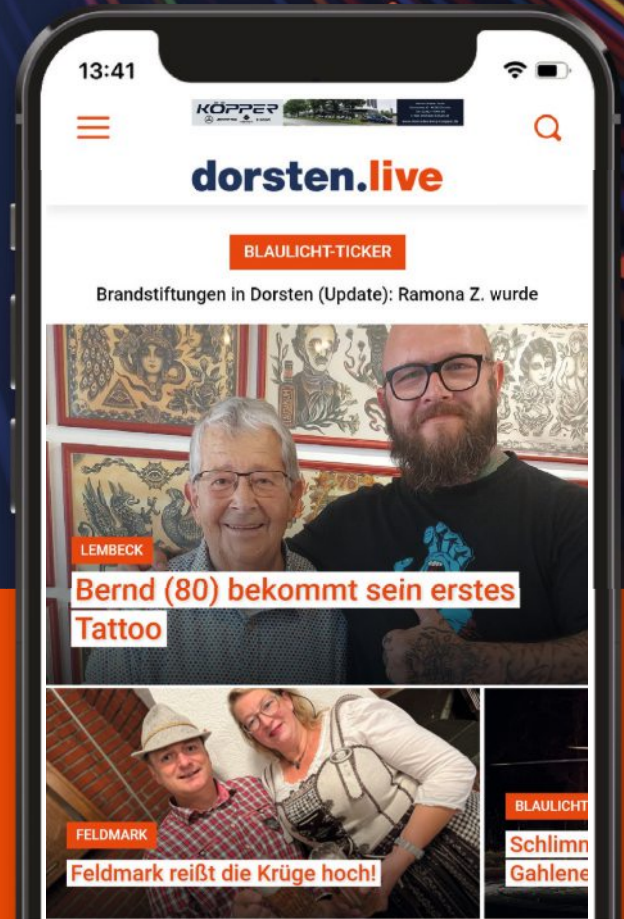 13:41
KÖPPER
dorsten.live
BLAULICHT-TICKER
Brandstiftungen in Dorsten (Update): Ramona Z. wurde
LEMBECK
Bernd (80) bekommt sein erstes
Tattoo
FELDMARK
Feldmark reißt die Krüge hoch!
BLAULICHT
Schlimm
Gahlene